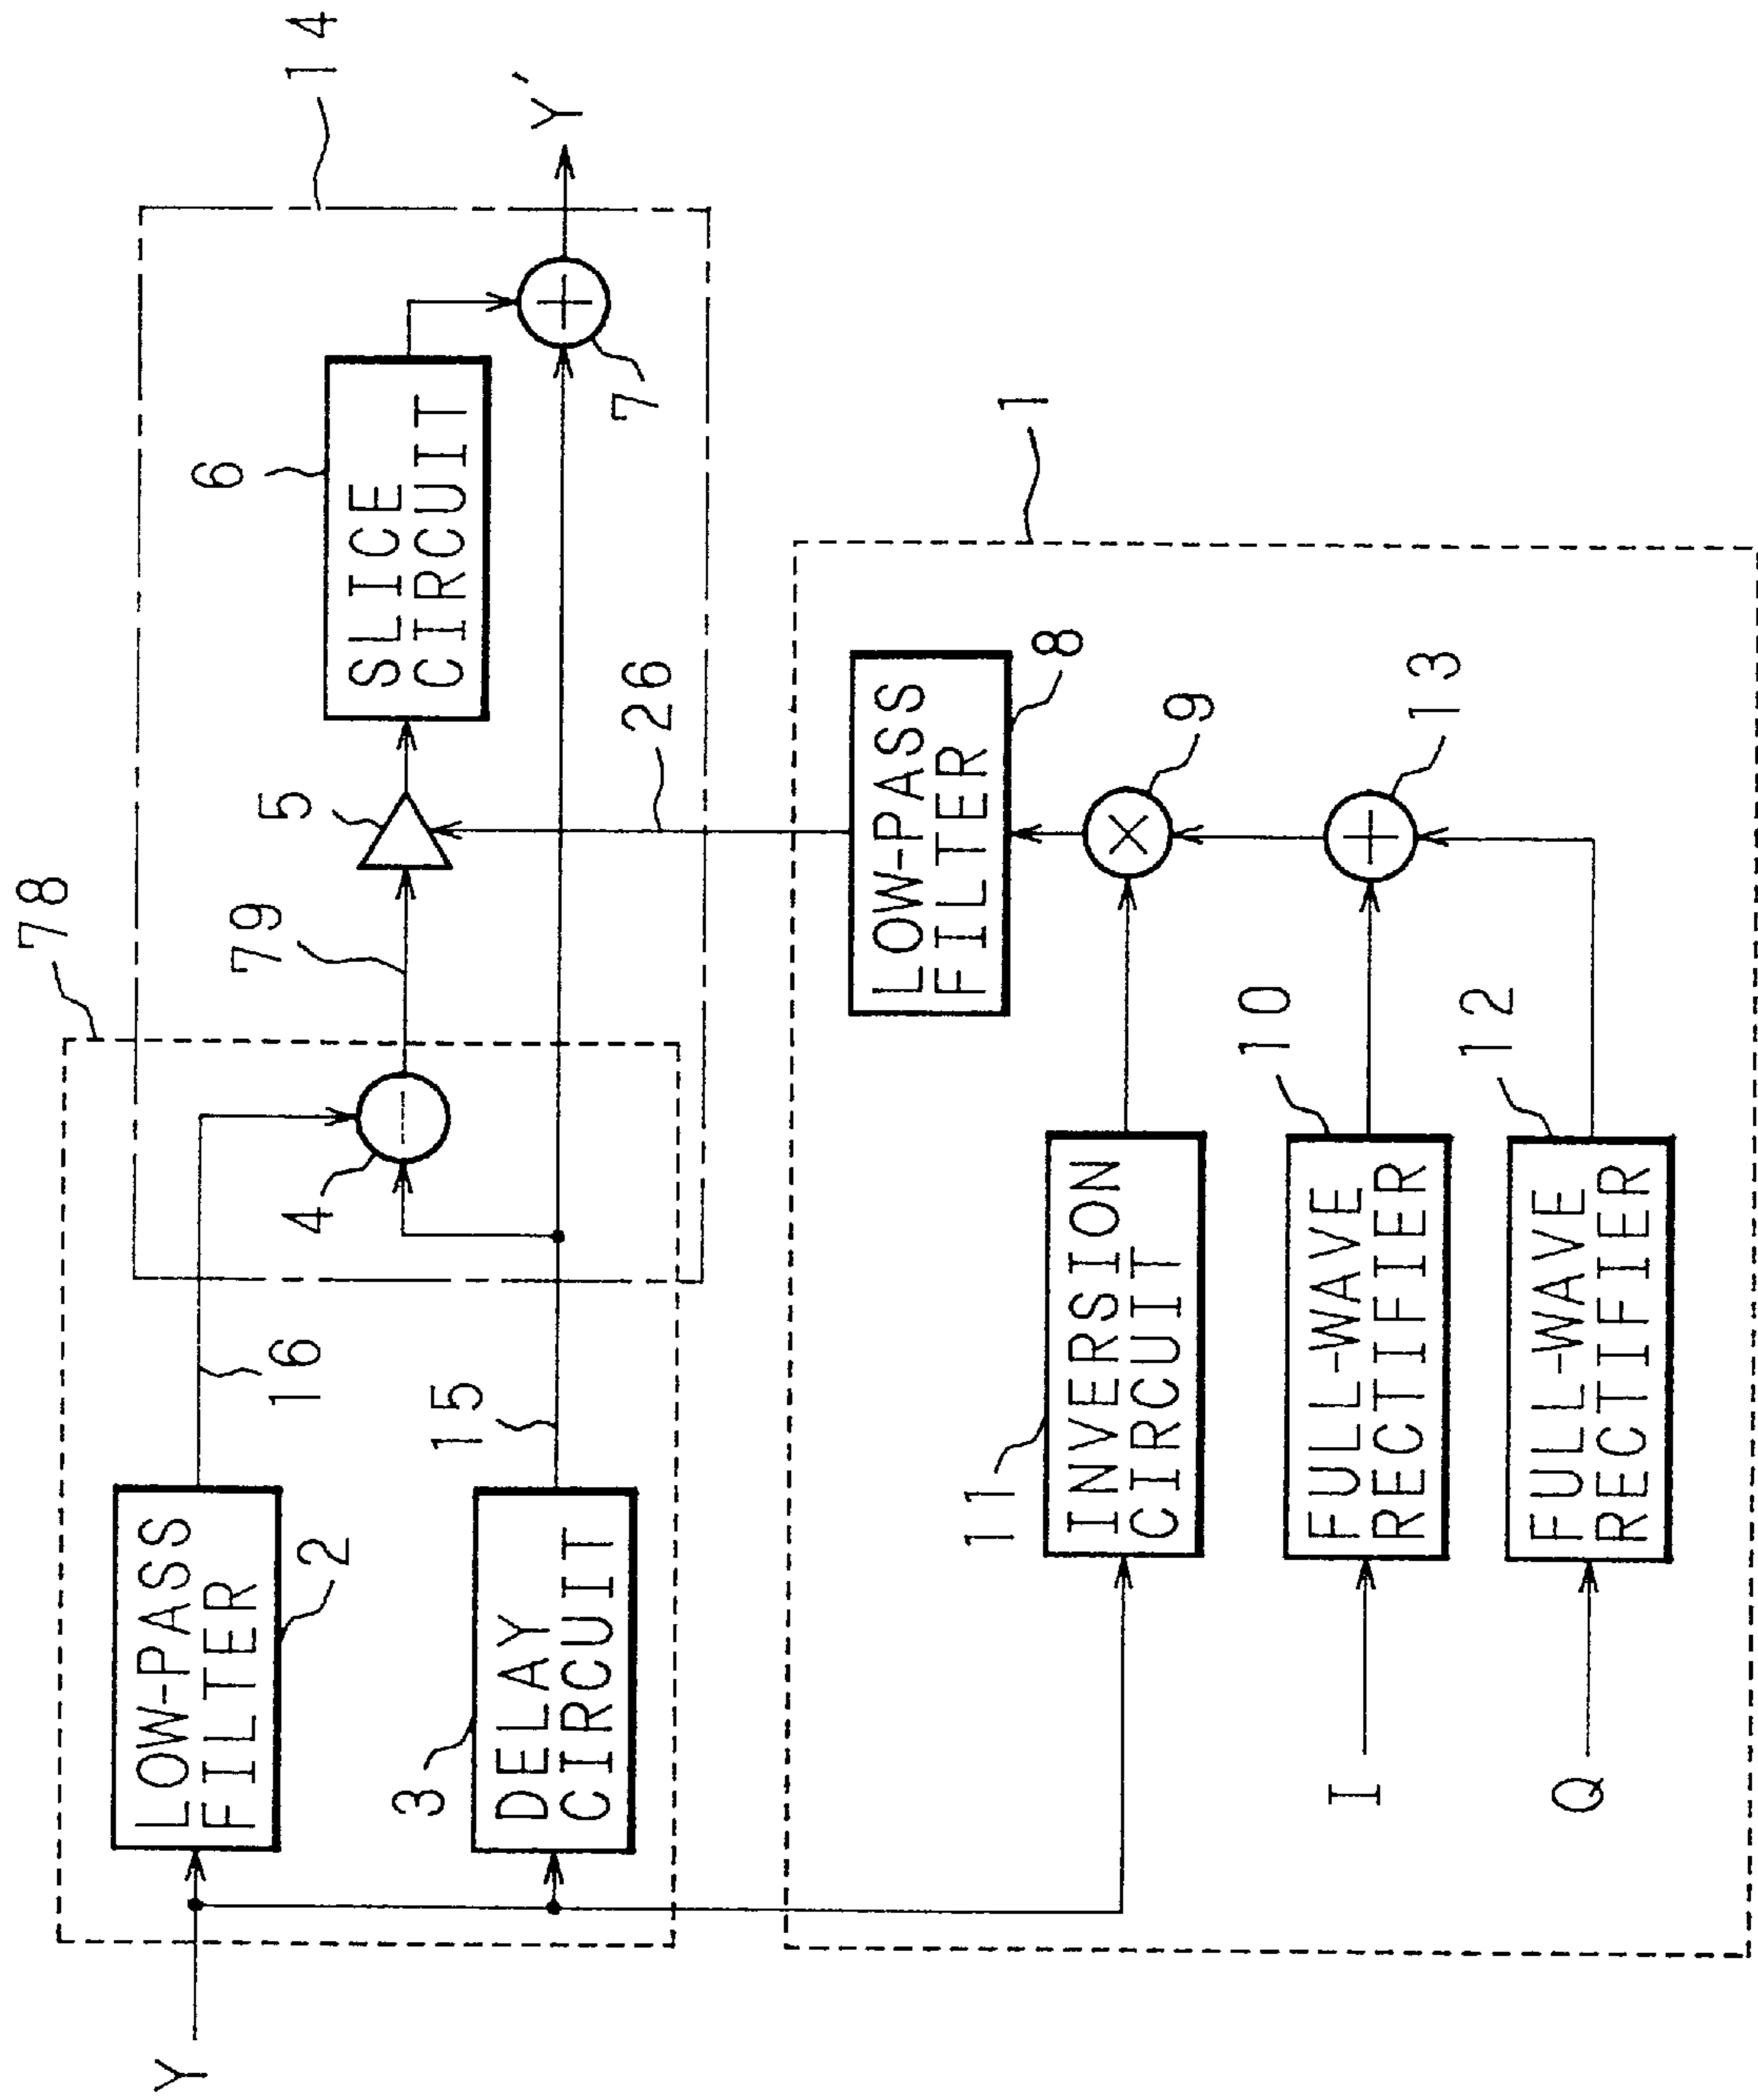 Y
LOW-PASS
FILTER
2
16
78
4
79
5
SLICE
CIRCUIT
6
14
3
DELAY
CIRCUIT
15
7
Y'
26
1
11
INVERSION
CIRCUIT
LOW-PASS
FILTER
8
9
I
FULL-WAVE
RECTIFIER
10
13
Q
FULL-WAVE
RECTIFIER
12